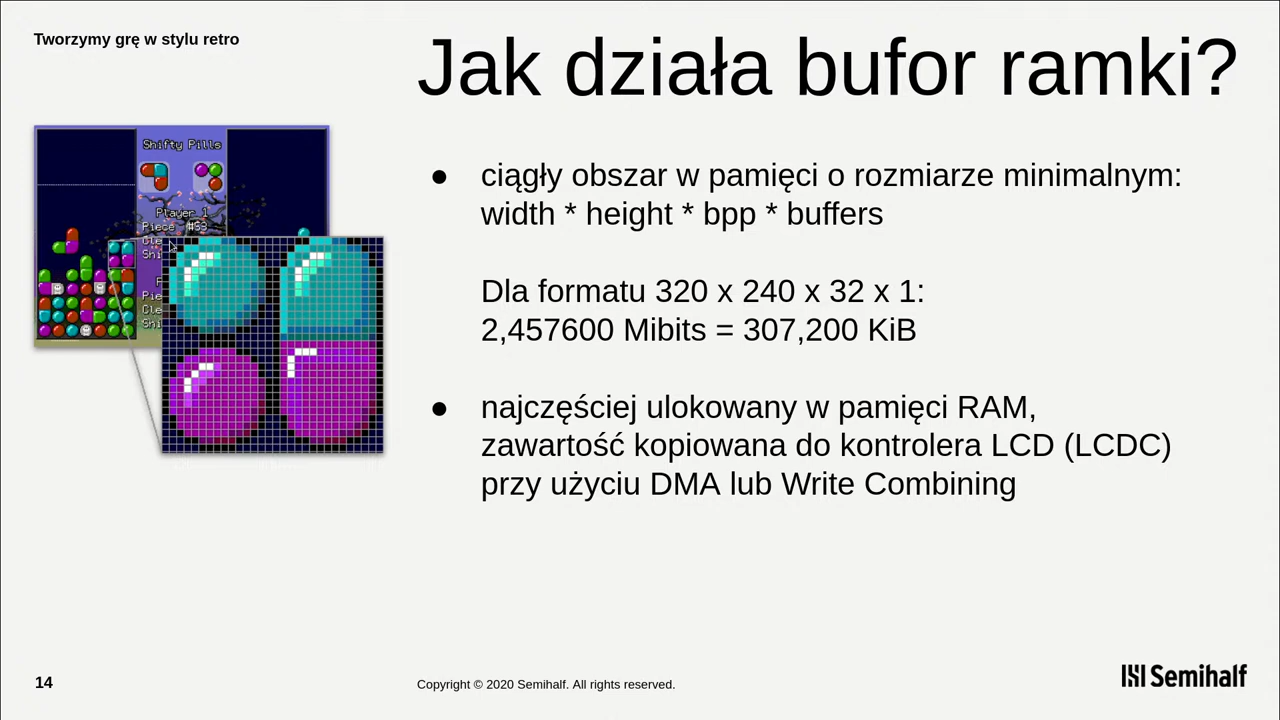 Tworzymy grę w stylu retro
Jak działa bufor ramki?
Shifty Pills
Player 1
Piece #53
● ciągły obszar w pamięci o rozmiarze minimalnym:
width * height * bpp * buffers
Dla formatu 320 x 240 x 32 x 1:
2,457600 Mibits = 307,200 KiB
● najczęściej ulokowany w pamięci RAM,
zawartość kopiowana do kontrolera LCD (LCDC)
przy użyciu DMA lub Write Combining
14
Copyright © 2020 Semihalf. All rights reserved.
Semihalf